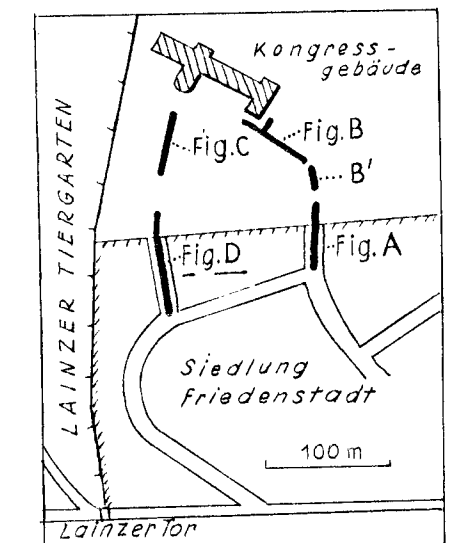 Kongress-
gebäude
LAINZER TIERGARTEN
Fig. B
Fig. C
B'
Fig. A
Fig. D
Siedlung
Friedenstadt
100 m
Lainzer Tor